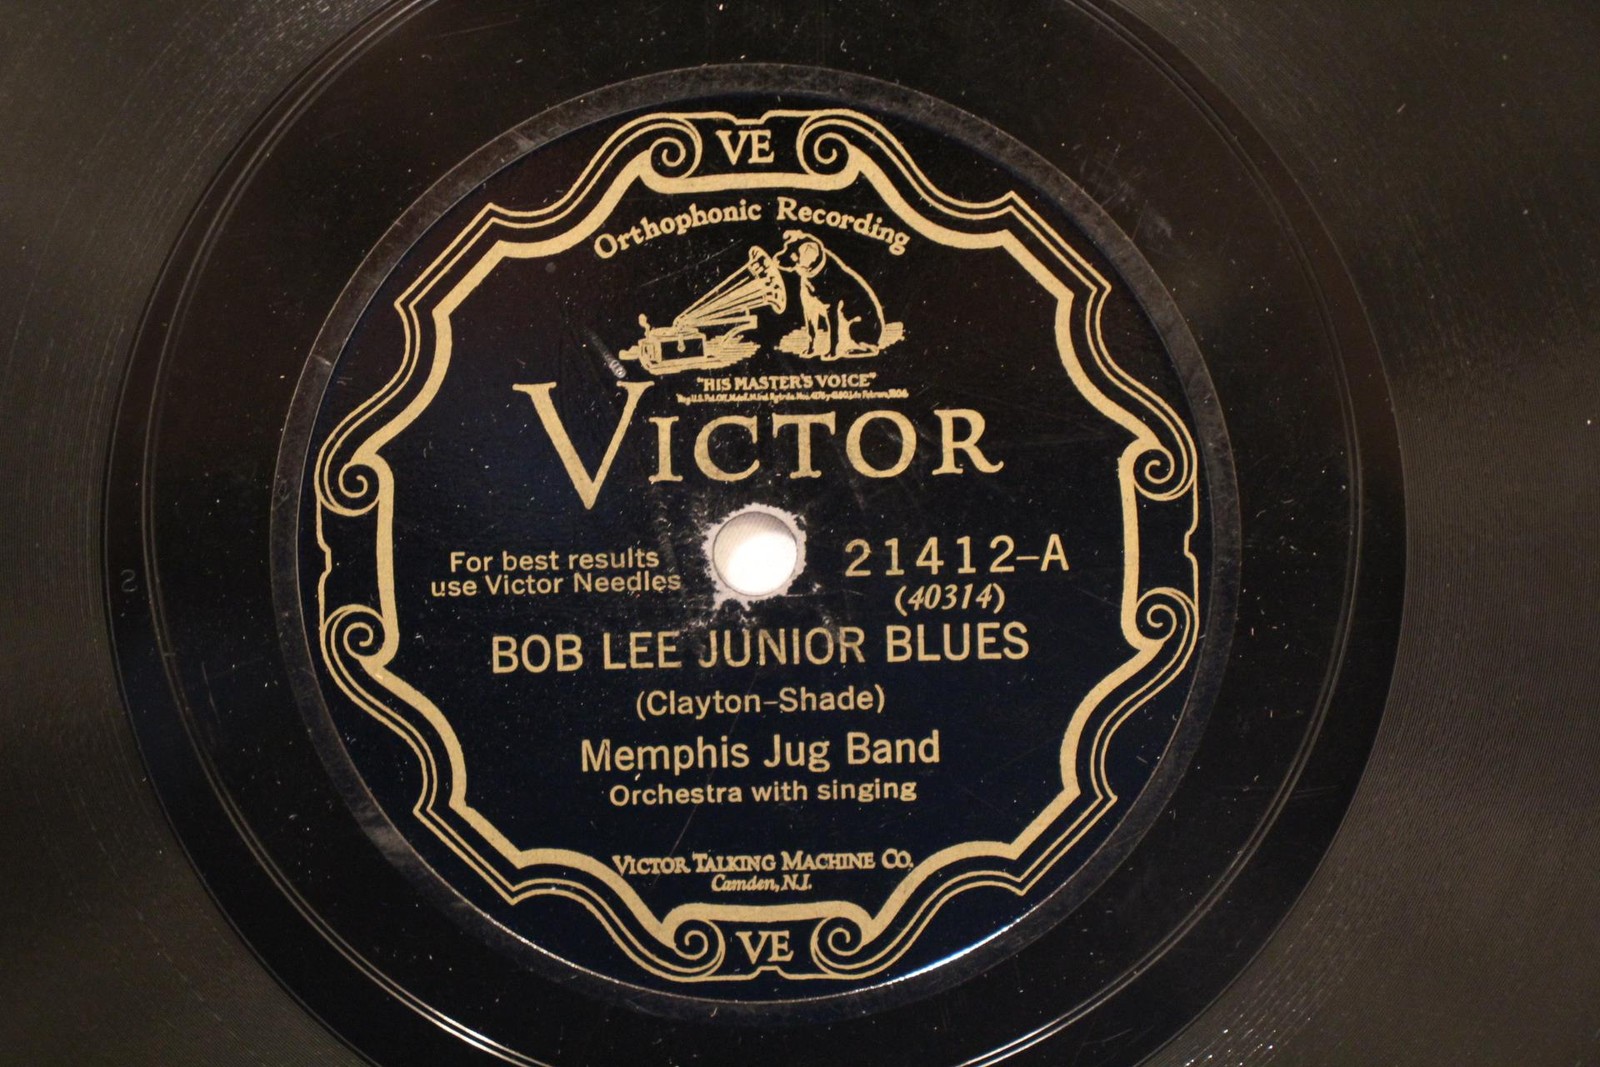 VE
Orthophonic Recording
"HIS MASTER'S VOICE"
VICTOR
For best results
use Victor Needles
21412-A
(40314)
BOB LEE JUNIOR BLUES
(Clayton-Shade)
Memphis Jug Band
Orchestra with singing
VICTOR TALKING MACHINE CO.
Camden, N.J.
VE
2